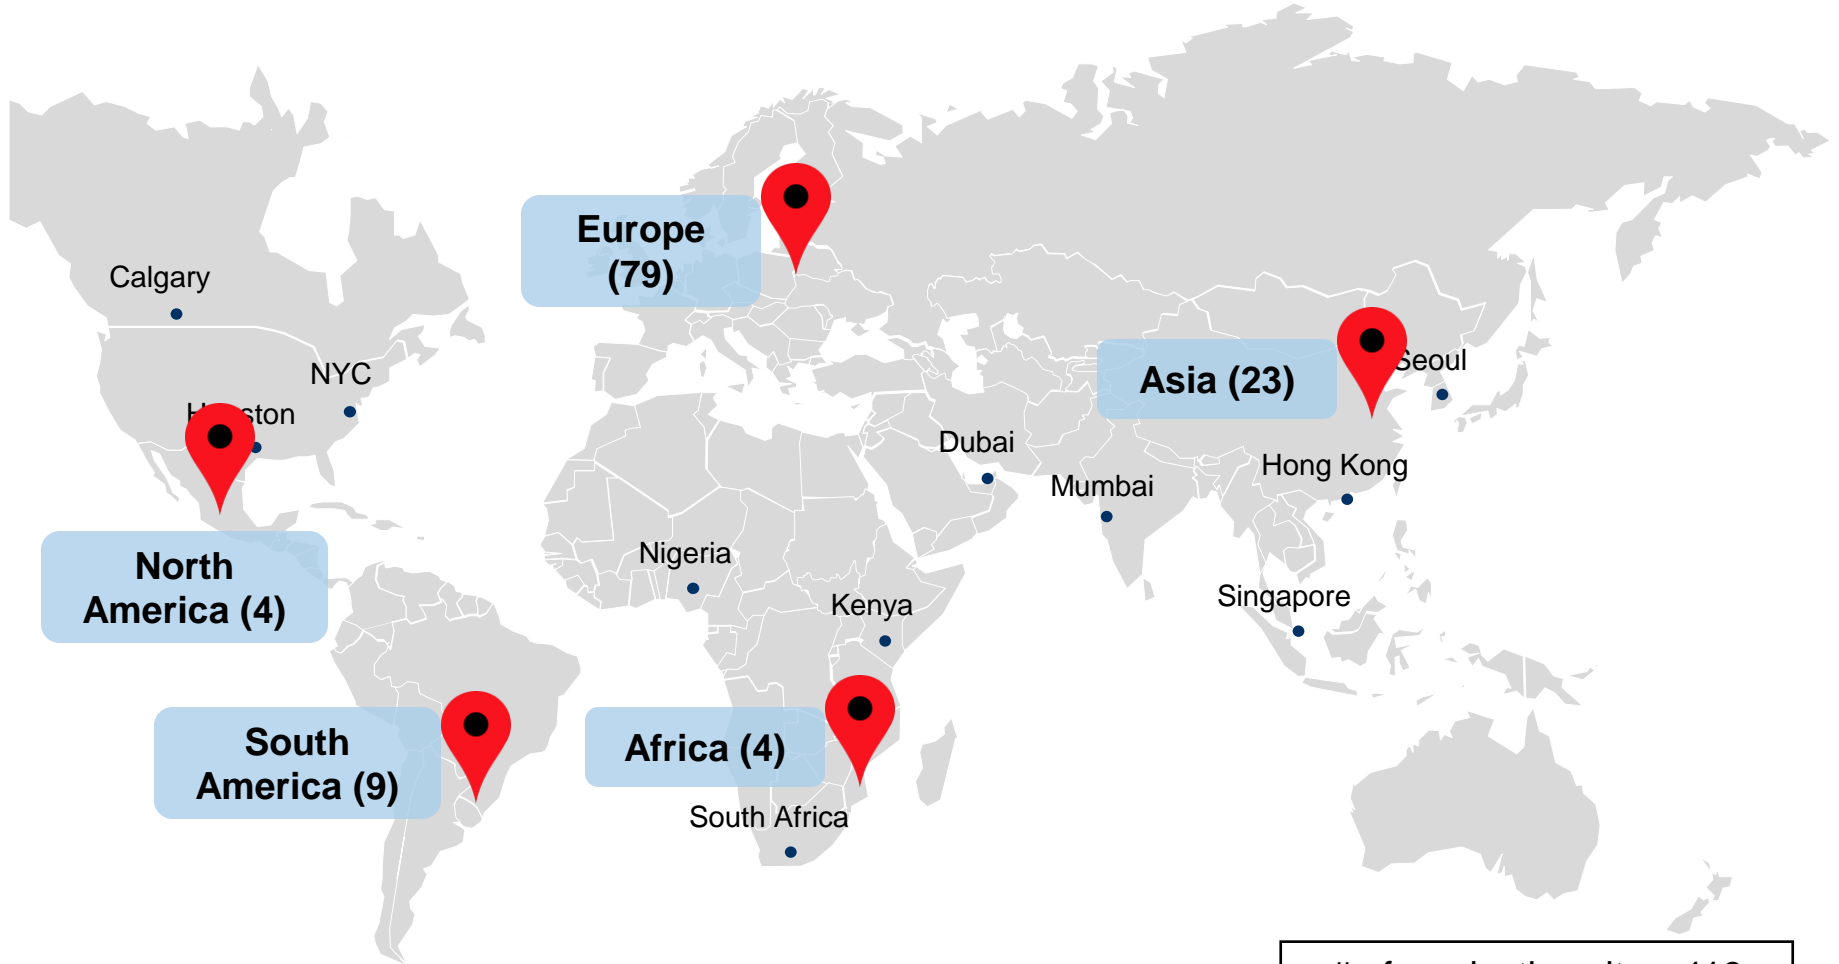 Europe
(79)
Calgary
NYC
Asia (23)
Seoul
Houston
Dubai
Mumbai
Hong Kong
North
America (4)
Nigeria
Kenya
Singapore
South
America (9)
Africa (4)
South Africa